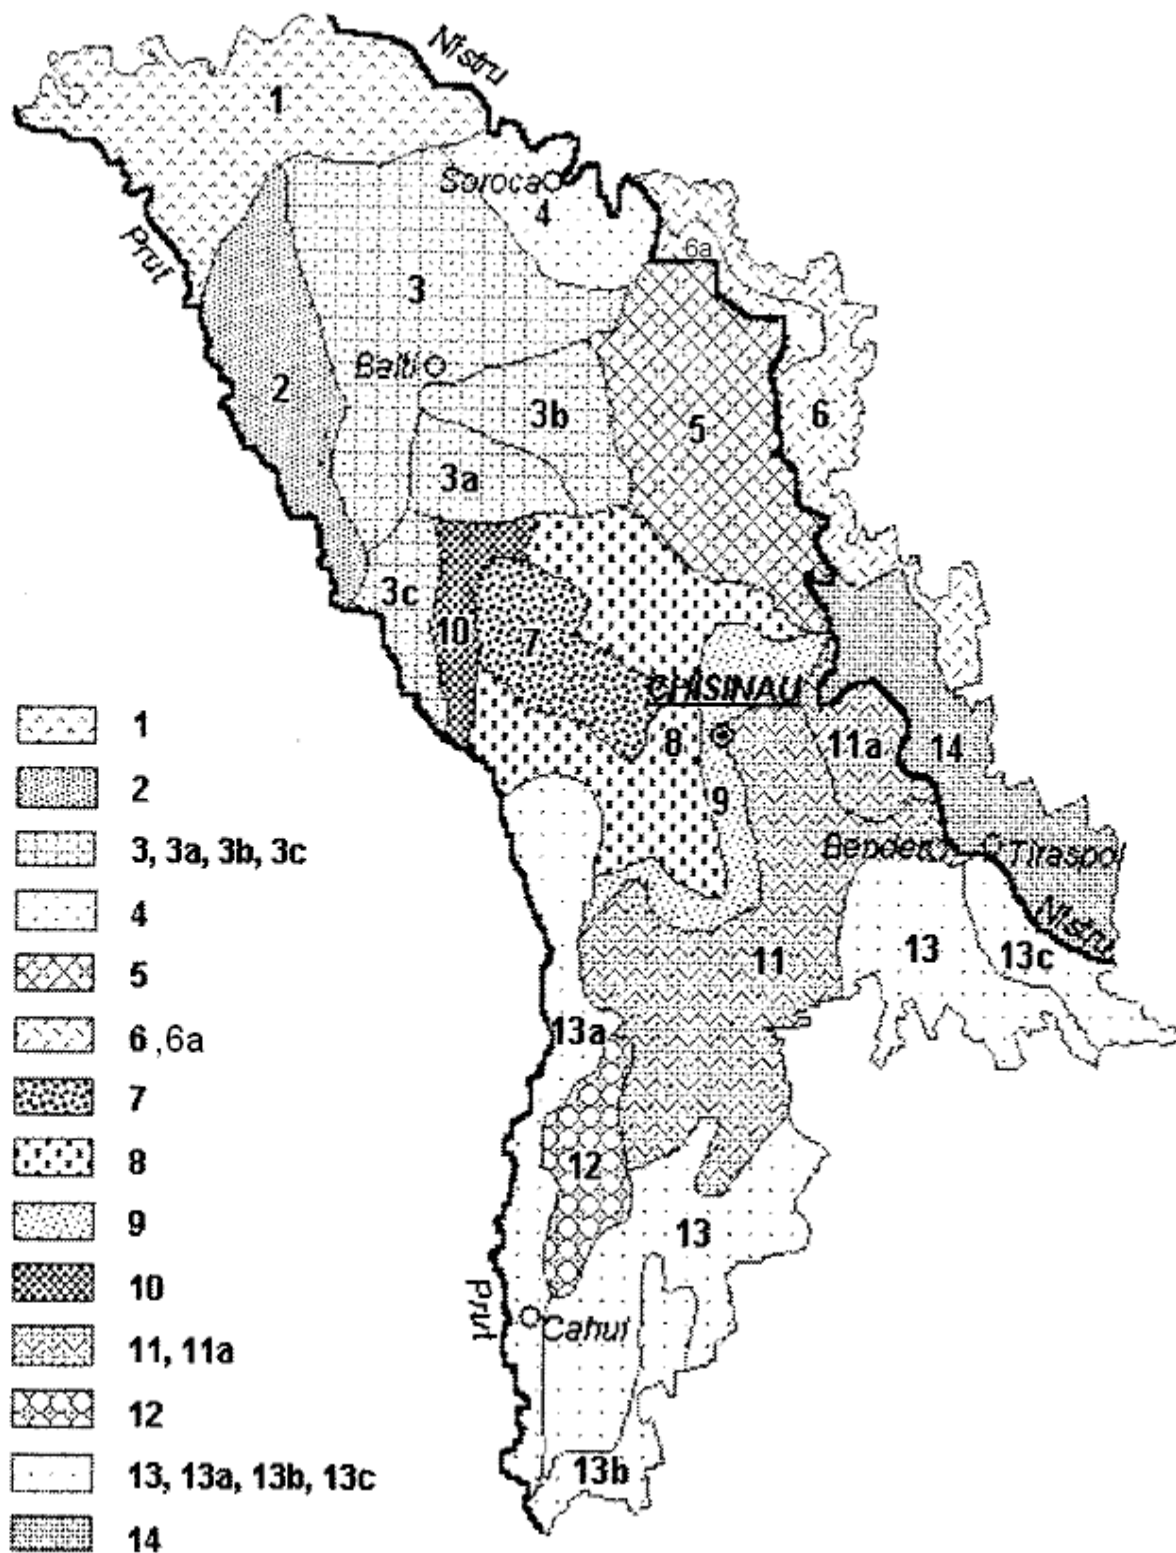 Nistru
1
Soroca
4
Prut
6a
3
Balti
2
3b
5
6
3a
3c
10
7
CHISINAU
8
11a
14
9
Bender
Tiraspol
Nistru
11
13
13c
13a
12
13
Prut
Cahul
13b
1
2
3, 3a, 3b, 3c
4
5
6 ,6a
7
8
9
10
11, 11a
12
13, 13a, 13b, 13c
14